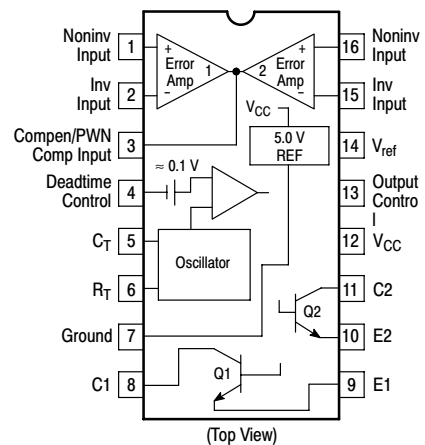 Noninv
Input
1
+
Error
Amp
−
1
2
+
Error
Amp
−
16
Noninv
Input
Inv
Input
2
15
Inv
Input
VCC
5.0 V
REF
Compen/PWN
Comp Input
3
14
Vref
≈ 0.1 V
Deadtime
Control
4
13
Output
Contro
l
CT
5
Oscillator
12
VCC
RT
6
11
C2
Q2
Ground
7
10
E2
C1
8
Q1
9
E1
(Top View)